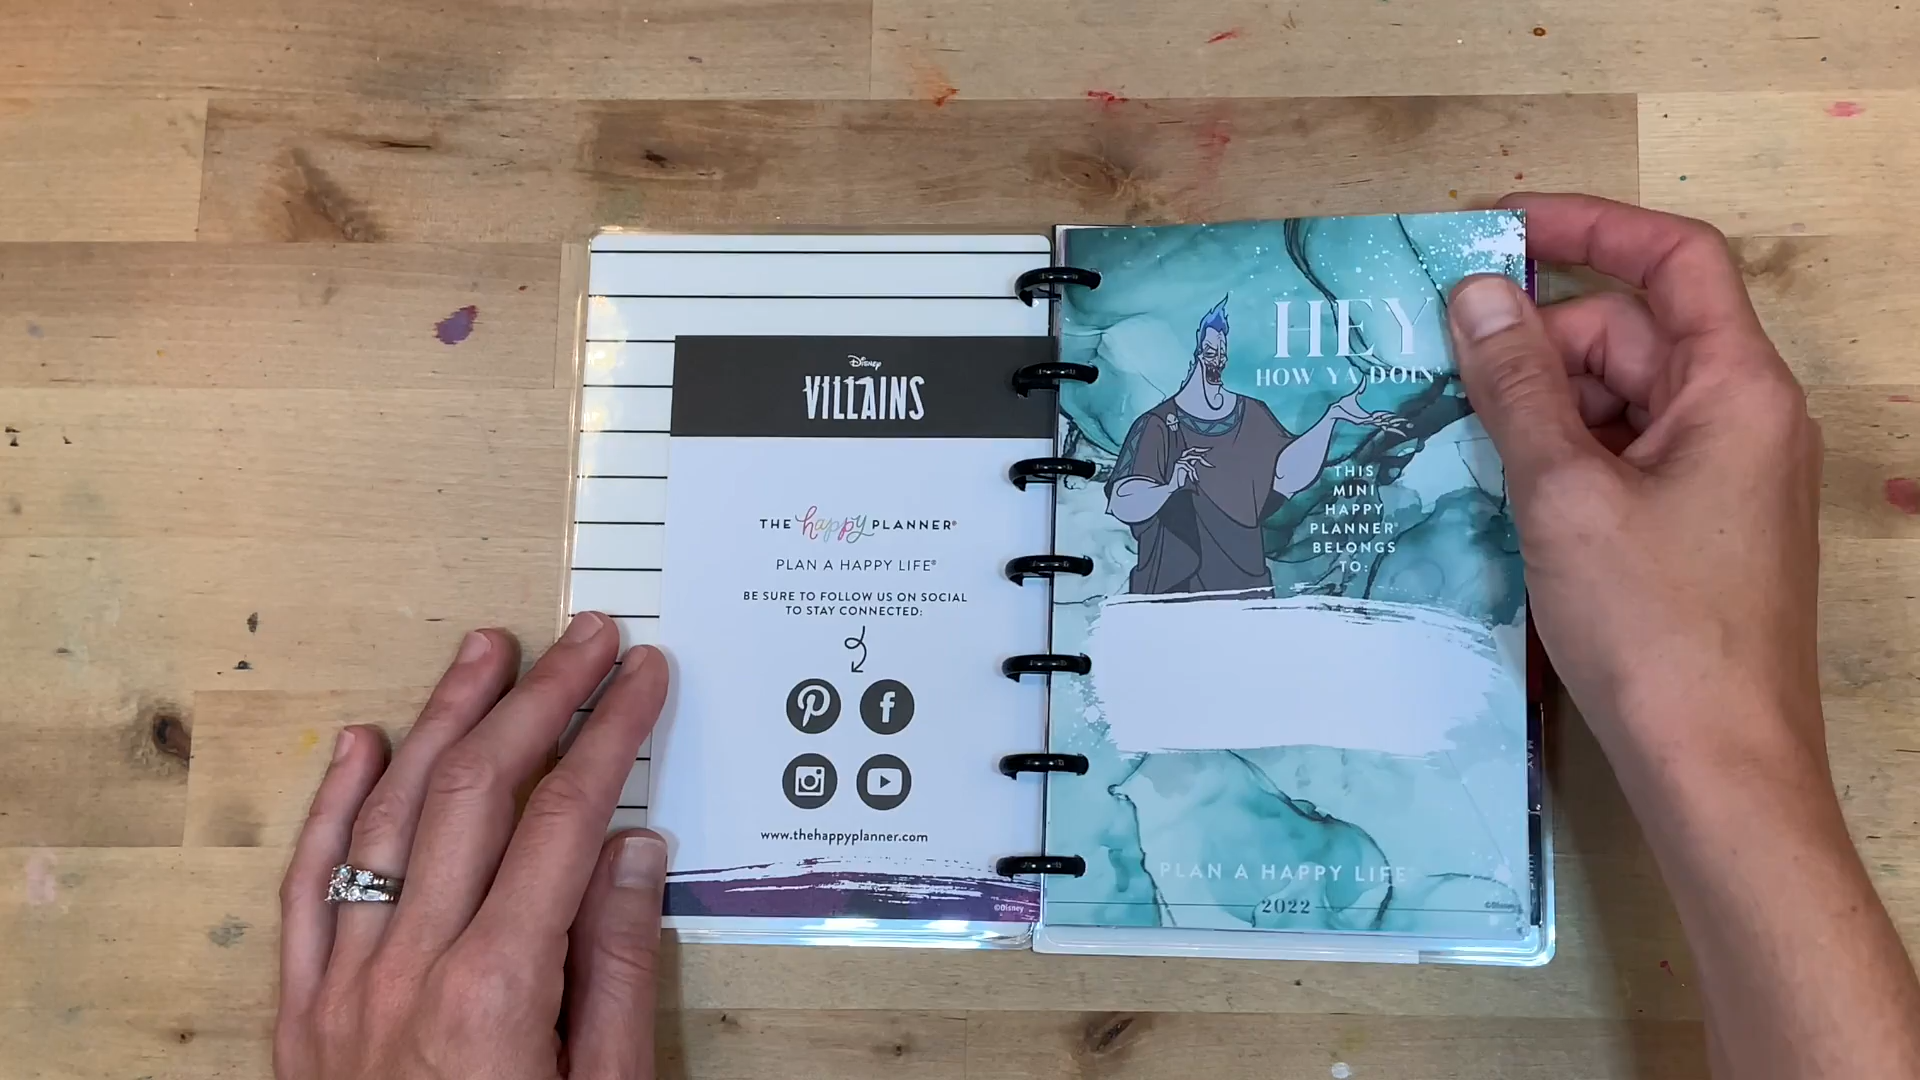 Disney
VILLAINS
THE happy PLANNER®
PLAN A HAPPY LIFE®
BE SURE TO FOLLOW US ON SOCIAL
TO STAY CONNECTED:
www.thehappyplanner.com
©Disney
HEY
HOW YA DOIN'
THIS
MINI
HAPPY
PLANNER®
BELONGS
TO:
PLAN A HAPPY LIFE®
2022
©Disney
MAY